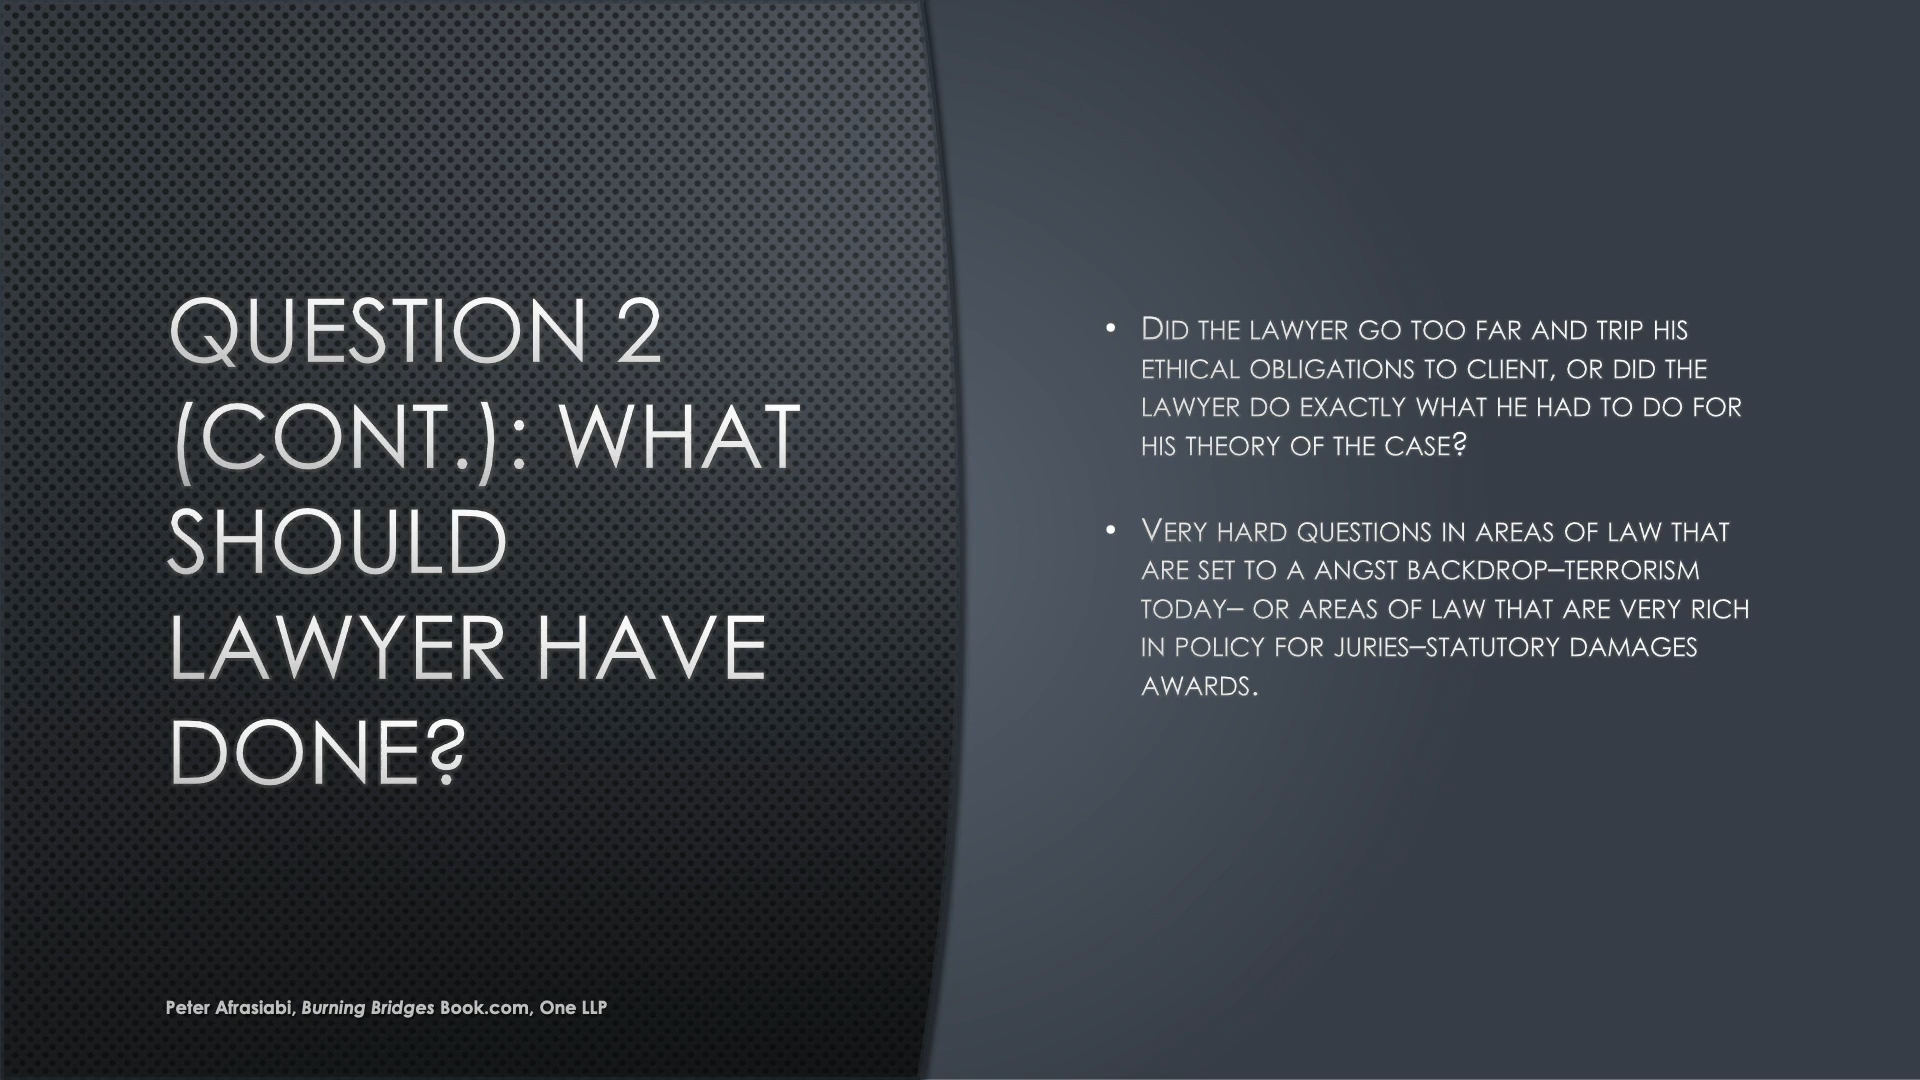 QUESTION 2
(CONT.): WHAT
SHOULD
LAWYER HAVE
DONE?
• DID THE LAWYER GO TOO FAR AND TRIP HIS
ETHICAL OBLIGATIONS TO CLIENT, OR DID THE
LAWYER DO EXACTLY WHAT HE HAD TO DO FOR
HIS THEORY OF THE CASE?
• VERY HARD QUESTIONS IN AREAS OF LAW THAT
ARE SET TO A ANGST BACKDROP–TERRORISM
TODAY– OR AREAS OF LAW THAT ARE VERY RICH
IN POLICY FOR JURIES–STATUTORY DAMAGES
AWARDS.
Peter Afrasiabi, Burning Bridges Book.com, One LLP